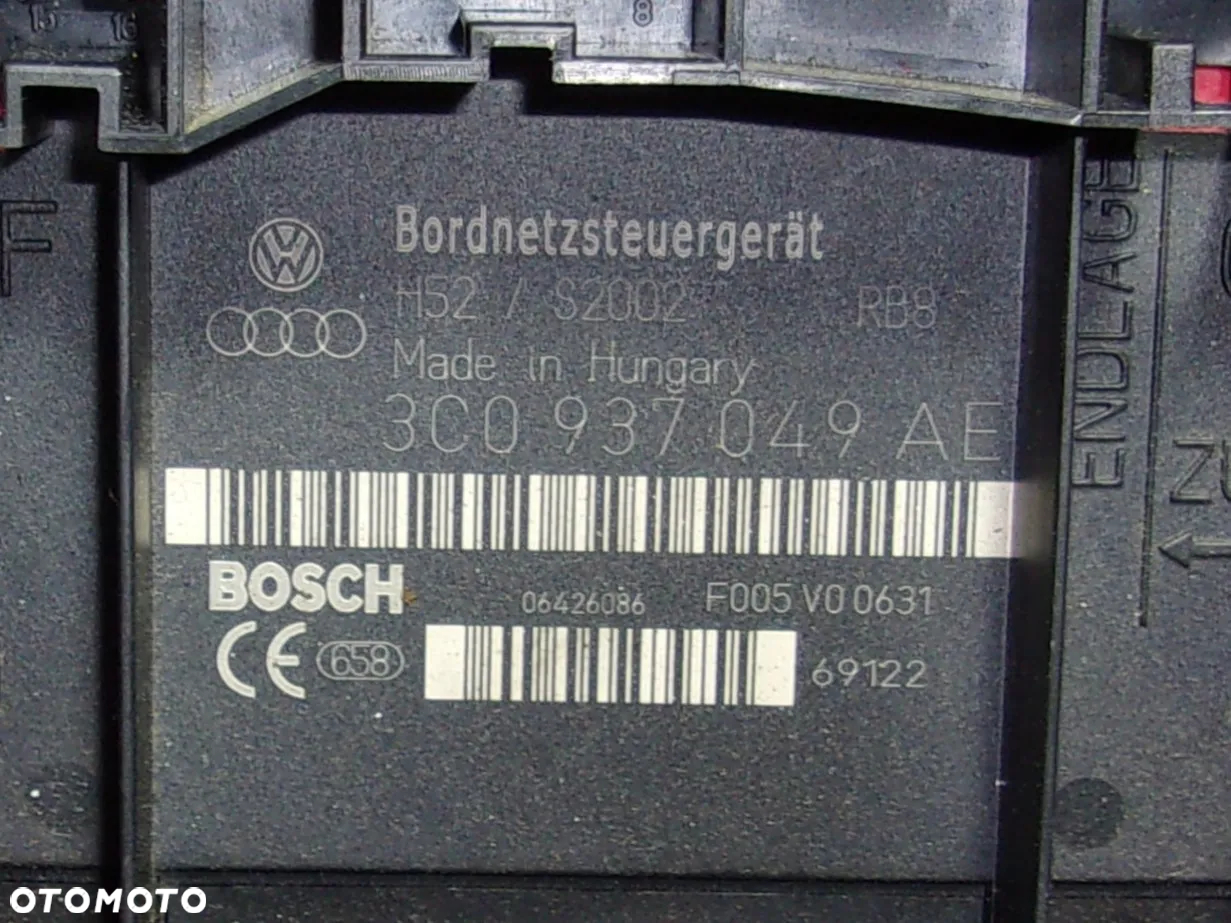 15 16
8
F
Bordnetzsteuergerät
H52 / S2002 RB8
Made in Hungary
3C0 937 049 AE
ENDLAGE
BOSCH
06426086 F005 V0 0631
CE 658
69122
OTOMOTO